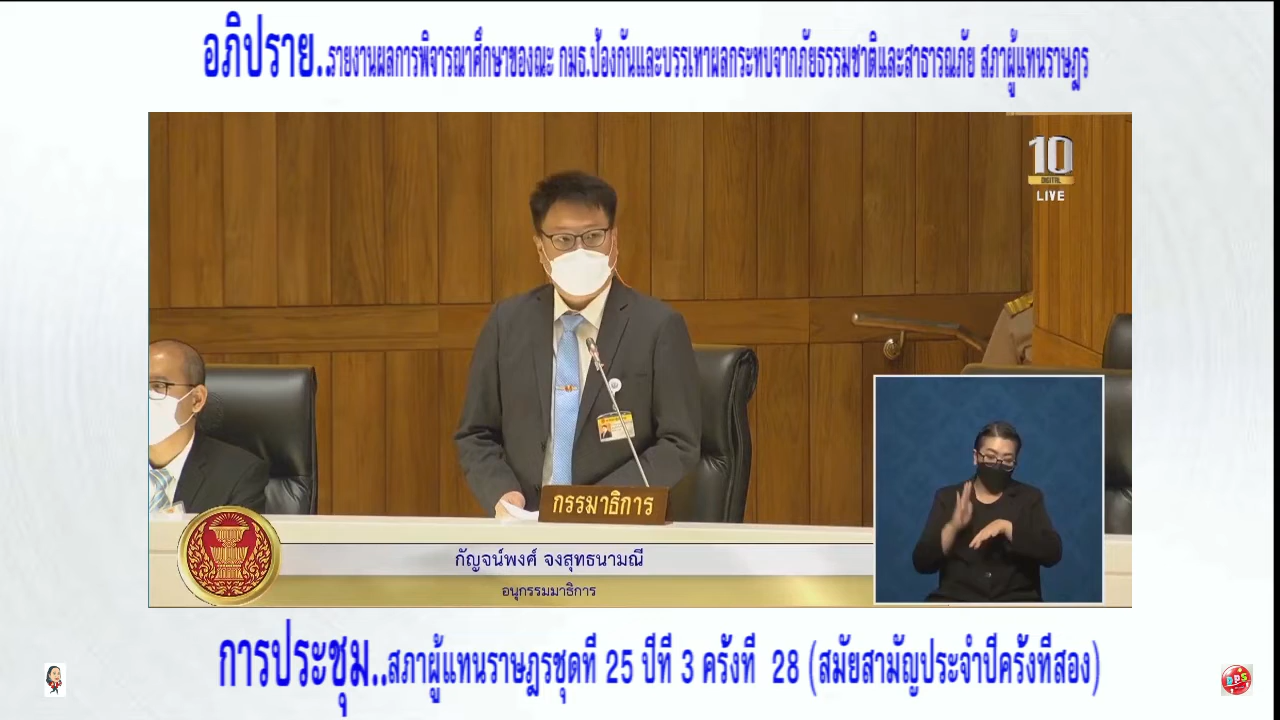 อภิปราย..รายงานผลการพิจารณาศึกษาของณะ กมธ.ป้องกันและบรรเทาผลกระทบจากภัยธรรมชาติและสาธารณภัย สภาผู้แทนราษฎร
10
DIGITAL
LIVE
กรรมาธิการ
กัญจน์พงศ์ จงสุทธนามณี
อนุกรรมมาธิการ
การประชุม..สภาผู้แทนราษฎรชุดที่ 25 ปีที่ 3 ครั้งที่ 28 (สมัยสามัญประจำปีครั้งที่สอง)
DPS